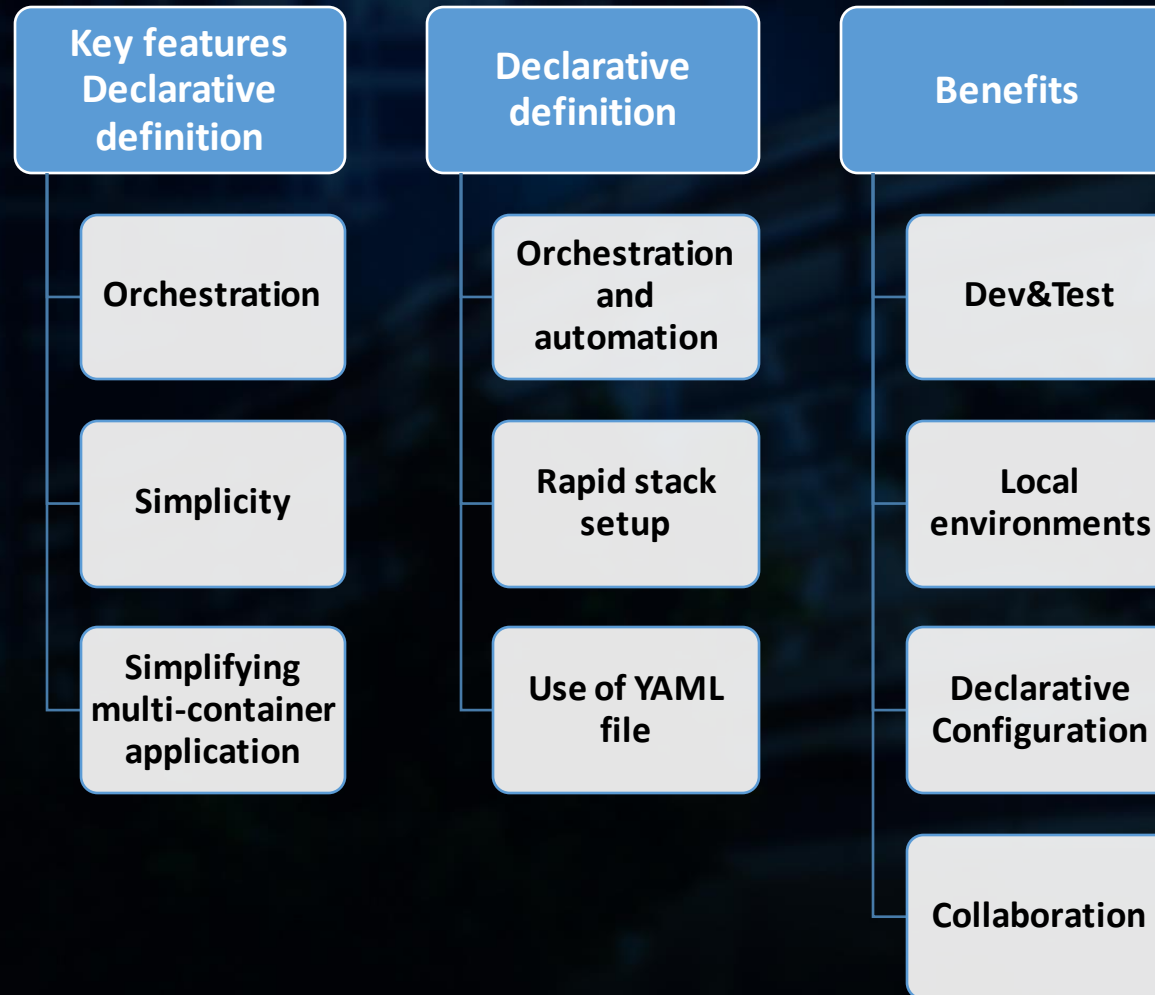 Key features
Declarative
definition
Orchestration
Simplicity
Simplifying
multi-container
application
Declarative
definition
Orchestration
and
automation
Rapid stack
setup
Use of YAML
file
Benefits
Dev&Test
Local
environments
Declarative
Configuration
Collaboration